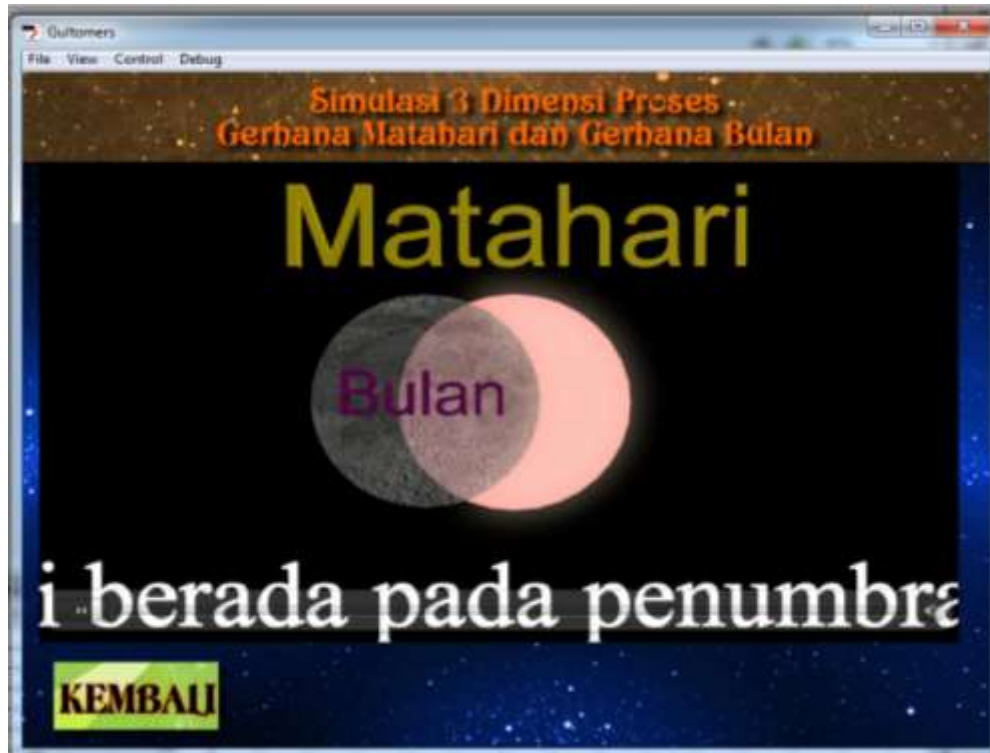 Gultomers
File View Control Debug
Simulasi 3 Dimensi Proses
Gerhana Matahari dan Gerhana Bulan
Matahari
Bulan
i berada pada penumbra
KEMBALI